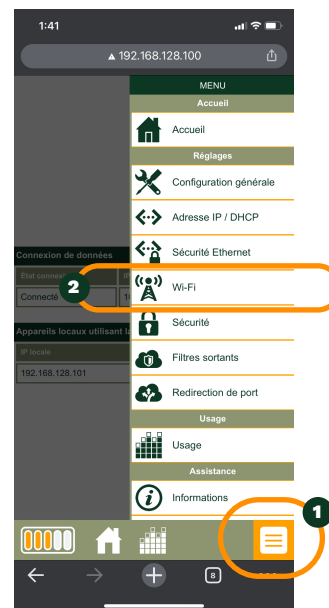 1:41
192.168.128.100
MENU
Accueil
Accueil
Réglages
Configuration générale
Adresse IP / DHCP
Sécurité Ethernet
Connexion de données
État connexion
Wi-Fi
2
Connecté
Sécurité
Appareils locaux utilisant
IP locale
Filtres sortants
192.168.128.101
Redirection de port
Usage
Usage
Assistance
Informations
1
8